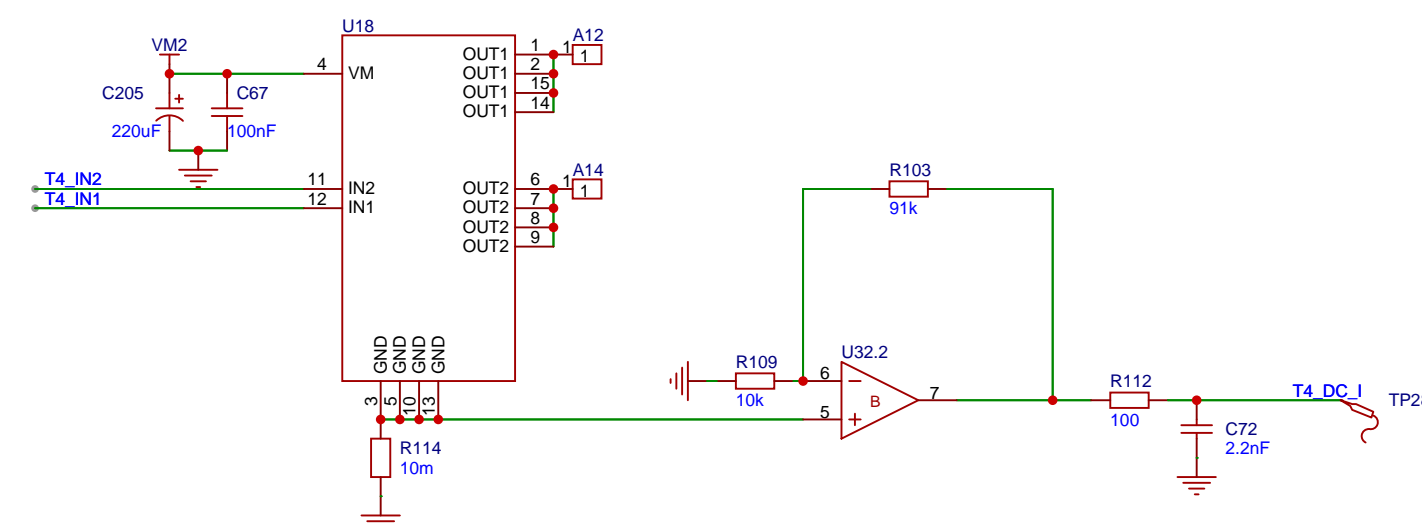 U18
VM2
C205
+
C67
220uF
100nF
4
VM
OUT1
1
OUT1
2
OUT1
15
OUT1
14
1
A12
1
T4_IN2
11
IN2
T4_IN1
12
IN1
OUT2
6
OUT2
7
OUT2
8
OUT2
9
1
A14
1
R103
91k
GND
GND
GND
GND
3
5
10
13
R114
10m
R109
10k
U32.2
6
5
B
7
R112
100
T4_DC_I
C72
2.2nF